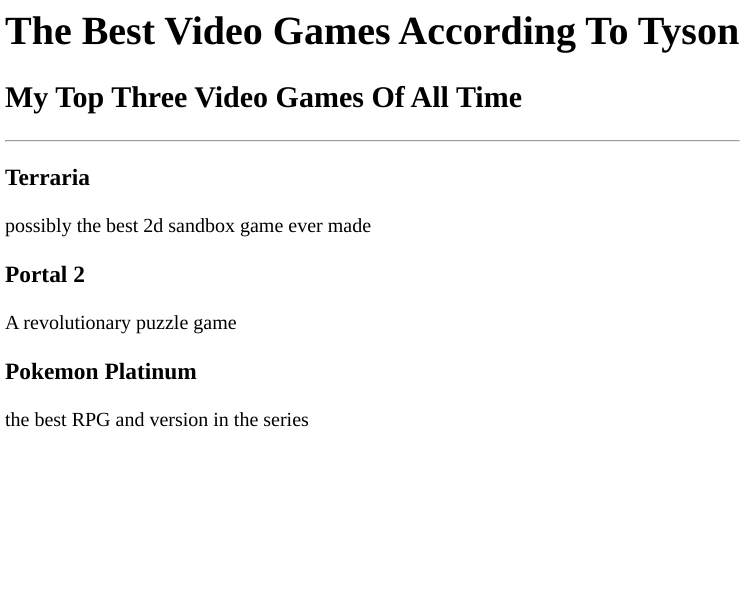 The Best Video Games According To Tyson
My Top Three Video Games Of All Time
Terraria
possibly the best 2d sandbox game ever made
Portal 2
A revolutionary puzzle game
Pokemon Platinum
the best RPG and version in the series